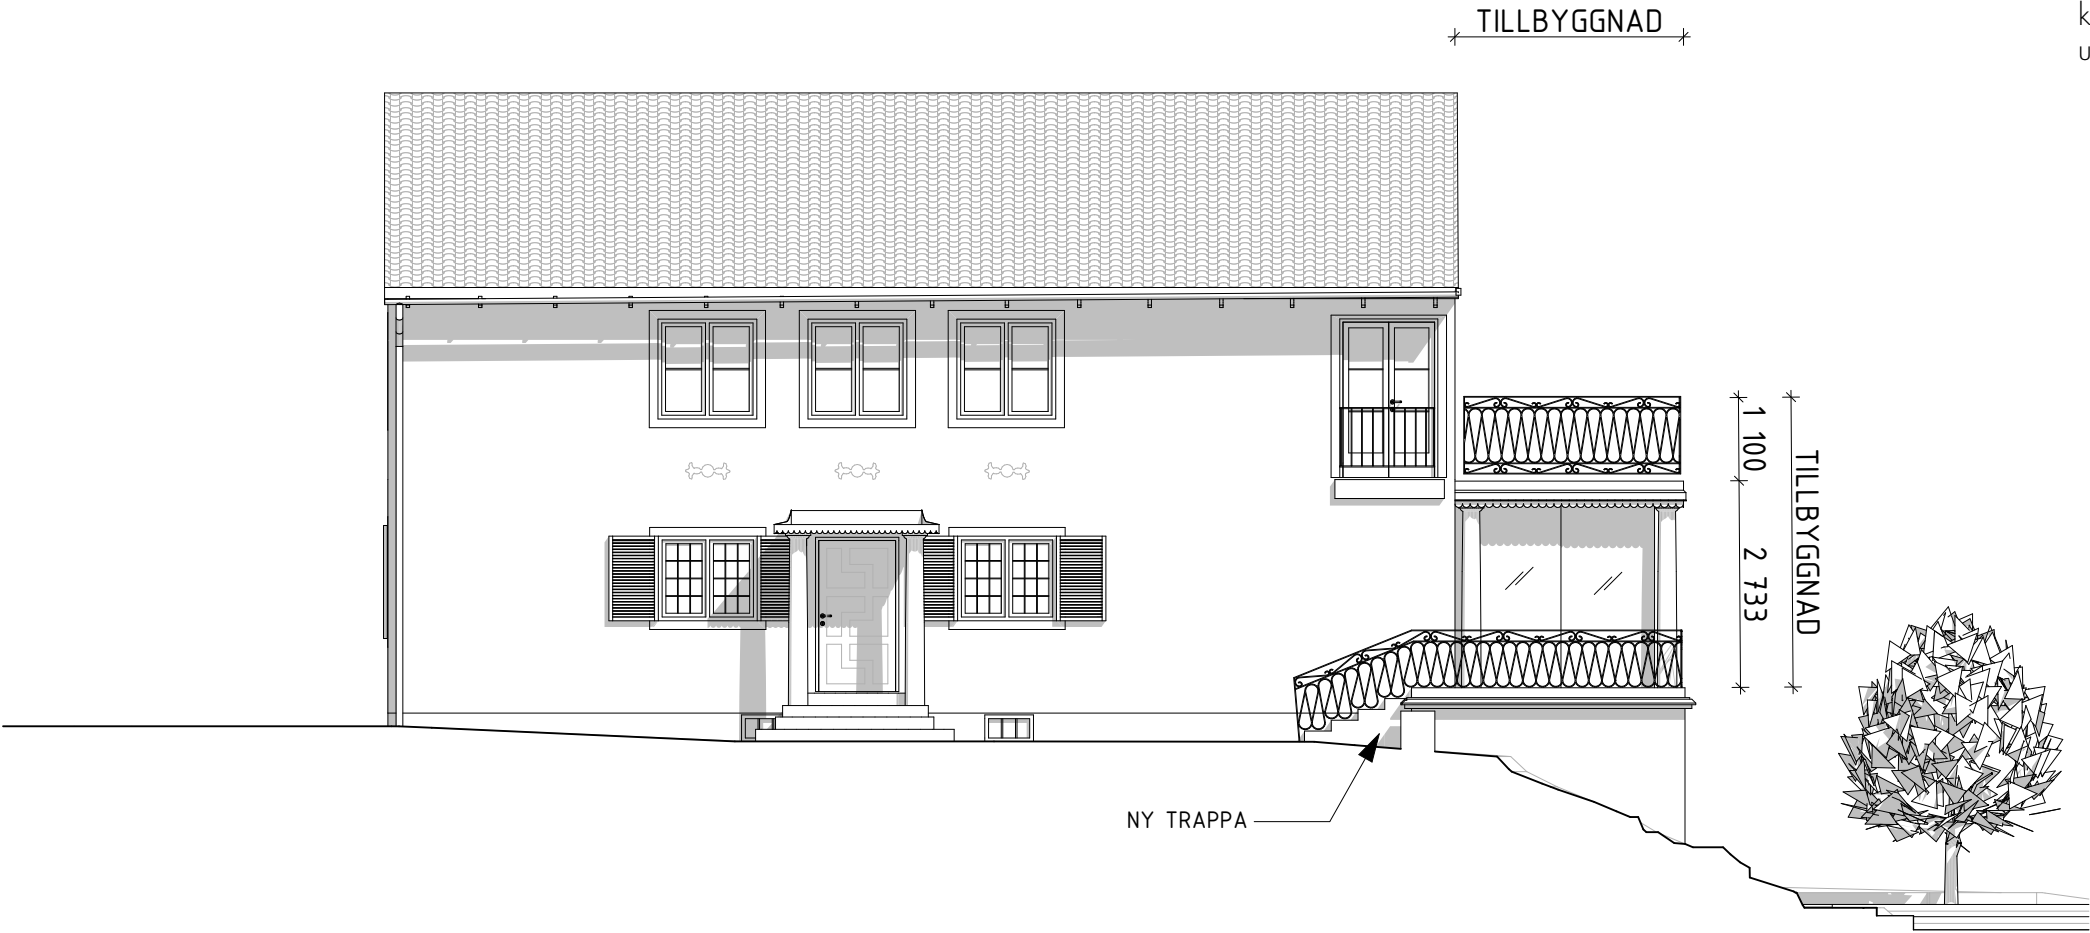 TILLBYGGNAD
k
u
1 100
TILLBYGGNAD
2 733
NY TRAPPA